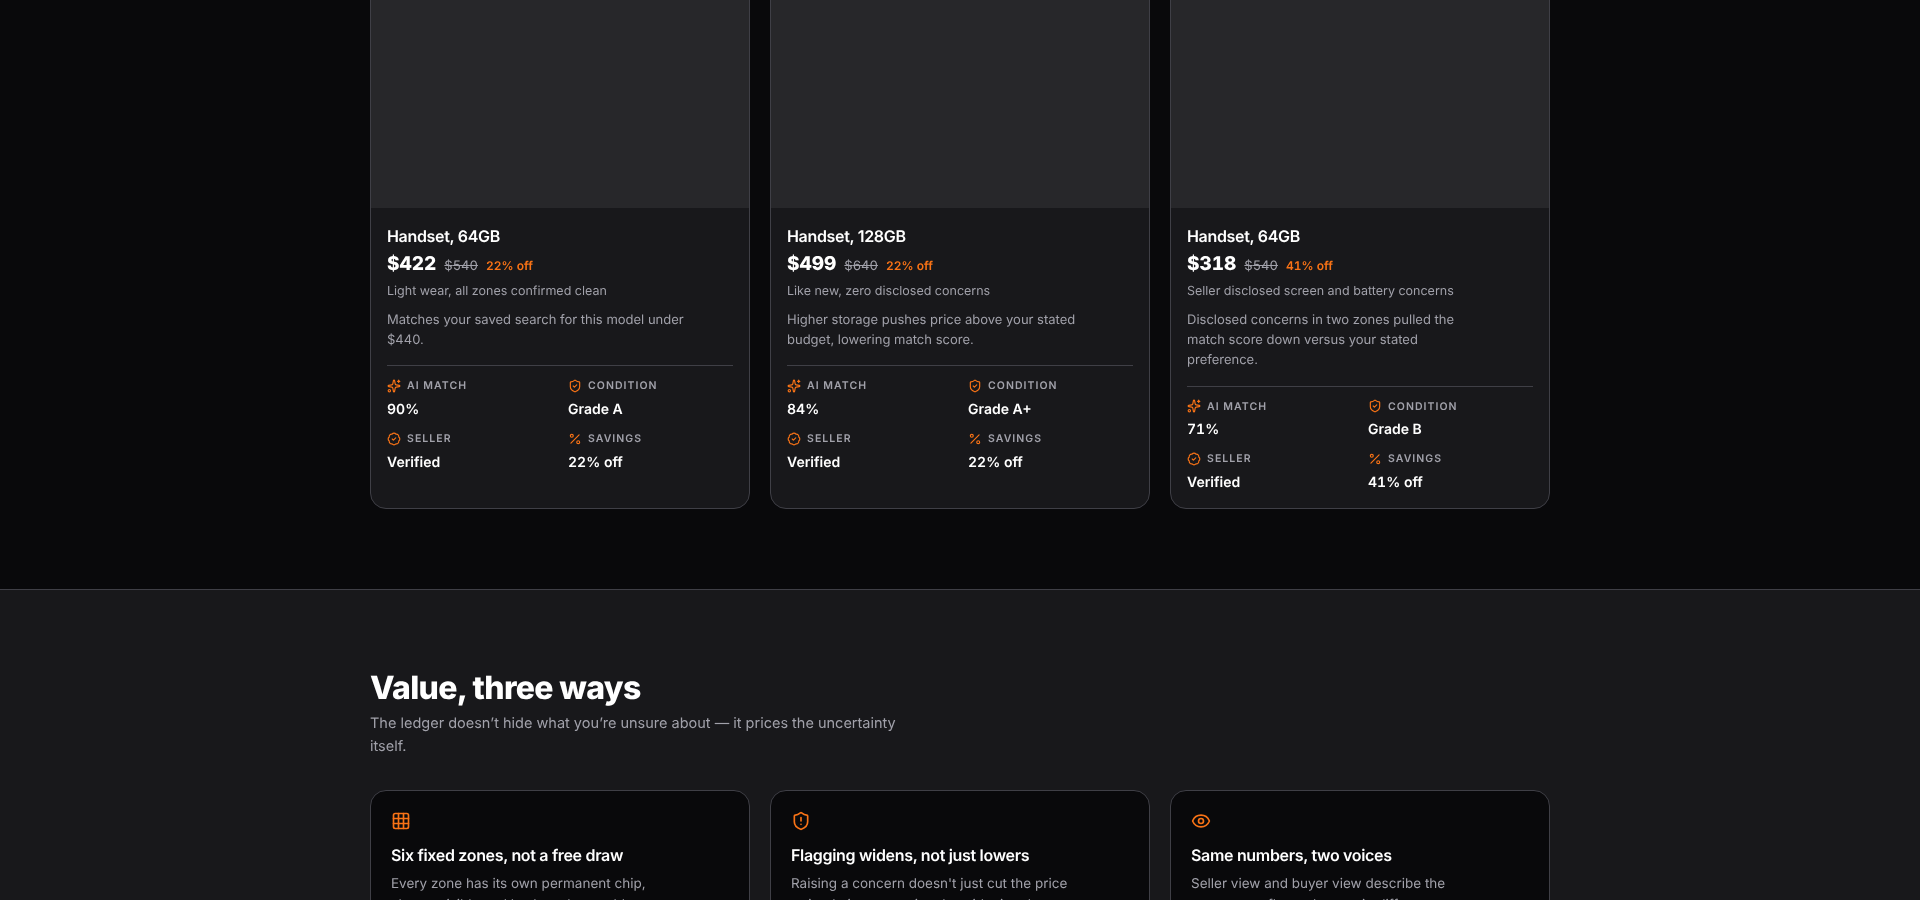 Handset, 64GB
$422 $540 22% off
Light wear, all zones confirmed clean
Matches your saved search for this model under
$440.
AI MATCH
90%
CONDITION
Grade A
SELLER
Verified
SAVINGS
22% off
Handset, 128GB
$499 $640 22% off
Like new, zero disclosed concerns
Higher storage pushes price above your stated
budget, lowering match score.
AI MATCH
84%
CONDITION
Grade A+
SELLER
Verified
SAVINGS
22% off
Handset, 64GB
$318 $540 41% off
Seller disclosed screen and battery concerns
Disclosed concerns in two zones pulled the
match score down versus your stated
preference.
AI MATCH
71%
CONDITION
Grade B
SELLER
Verified
SAVINGS
41% off
Value, three ways
The ledger doesn’t hide what you’re unsure about — it prices the uncertainty
itself.
Six fixed zones, not a free draw
Every zone has its own permanent chip,
Flagging widens, not just lowers
Raising a concern doesn't just cut the price
Same numbers, two voices
Seller view and buyer view describe the